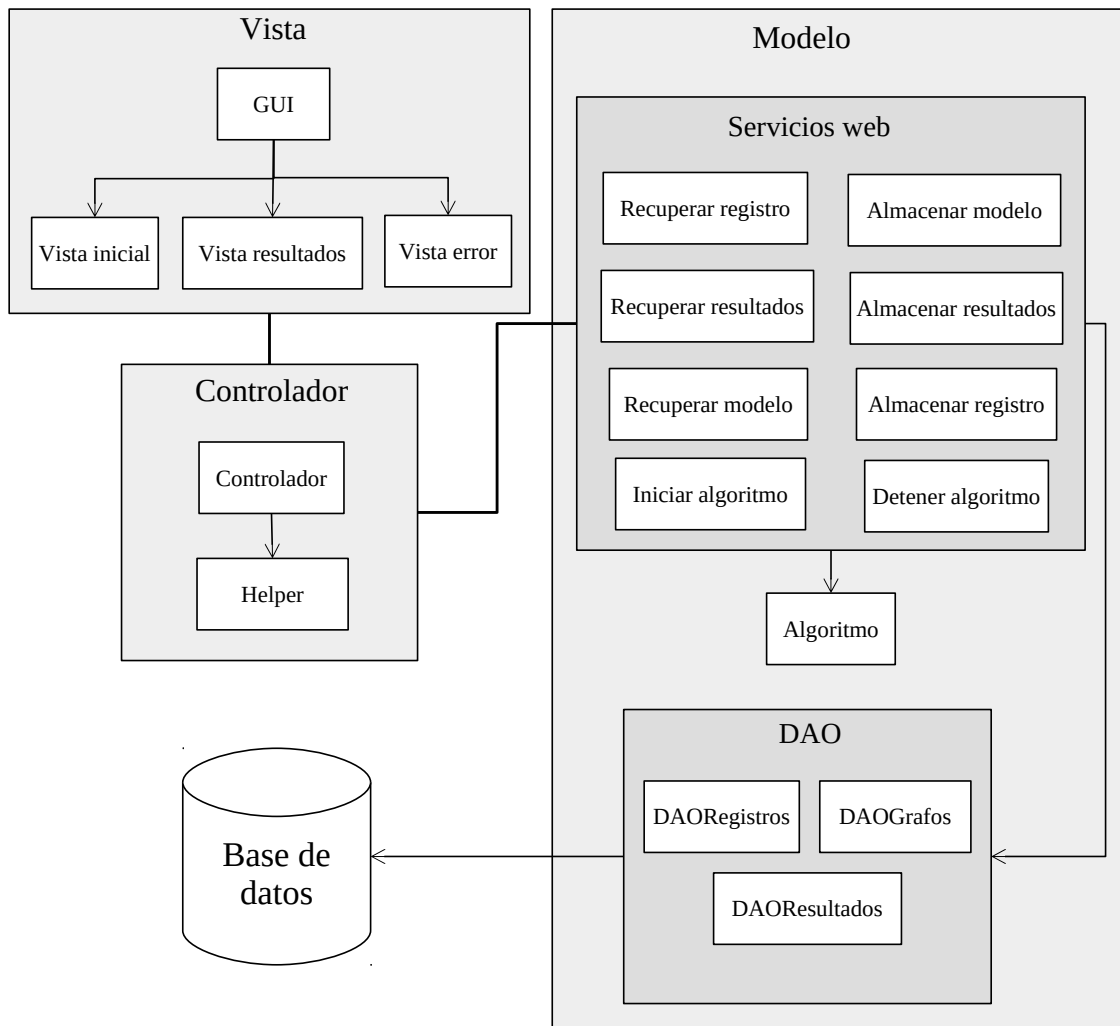 Vista
GUI
Vista inicial
Vista resultados
Vista error
Controlador
Controlador
Helper
Modelo
Servicios web
Recuperar registro
Almacenar modelo
Recuperar resultados
Almacenar resultados
Recuperar modelo
Almacenar registro
Iniciar algoritmo
Detener algoritmo
Algoritmo
DAO
DAORegistros
DAOGrafos
DAOResultados
Base de
datos